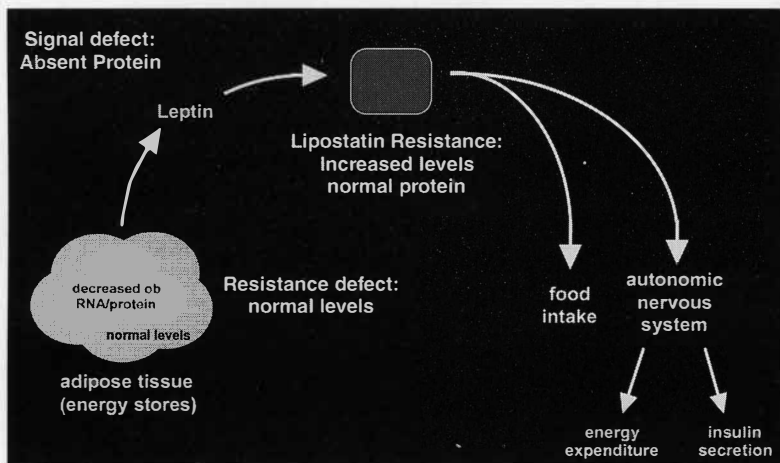 Signal defect:
Absent Protein
Leptin
Lipostatin Resistance:
Increased levels
normal protein
decreased ob
RNA/protein
normal levels
Resistance defect:
normal levels
adipose tissue
(energy stores)
food
intake
autonomic
nervous
system
energy
expenditure
insulin
secretion